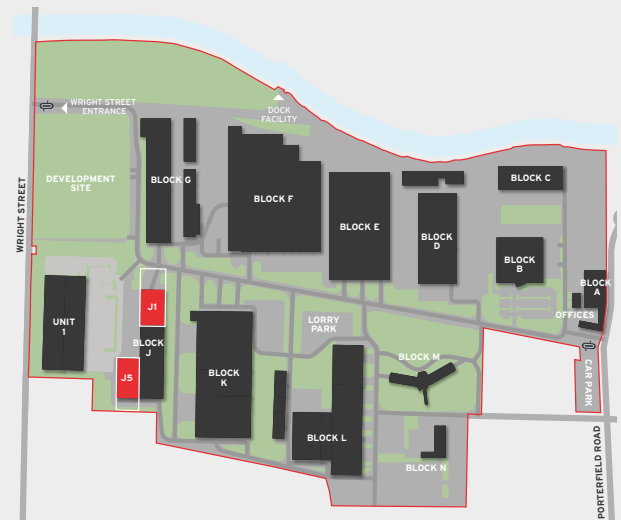 WRIGHT STREET
ENTRANCE
DOCK
FACILITY
DEVELOPMENT
SITE
BLOCK G
BLOCK F
BLOCK E
BLOCK
D
BLOCK C
BLOCK
B
BLOCK
A
OFFICES
WRIGHT STREET
UNIT
1
J1
BLOCK
J
J5
BLOCK
K
LORRY
PARK
BLOCK L
BLOCK M
BLOCK N
CAR PARK
PORTERFIELD ROAD